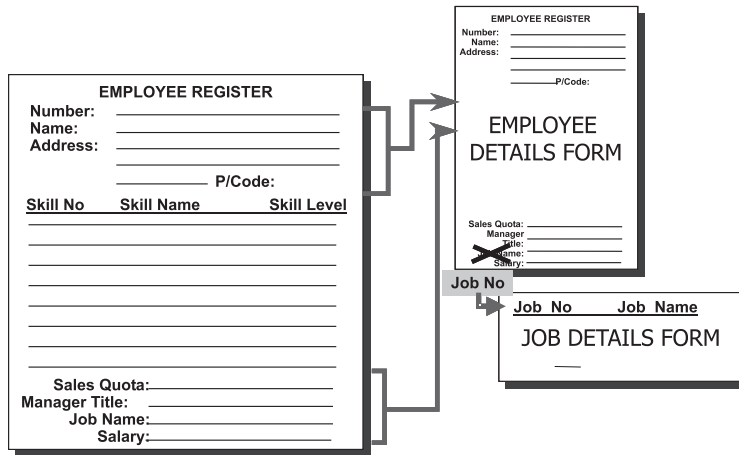 EMPLOYEE REGISTER
Number:
Name:
Address:
P/Code:
Skill No Skill Name Skill Level
Sales Quota:
Manager Title:
Job Name:
Salary:
EMPLOYEE REGISTER
Number:
Name:
Address:
P/Code:
EMPLOYEE
DETAILS FORM
Sales Quota:
Manager
Title:
Job Name:
Salary:
Job No
Job No Job Name
JOB DETAILS FORM